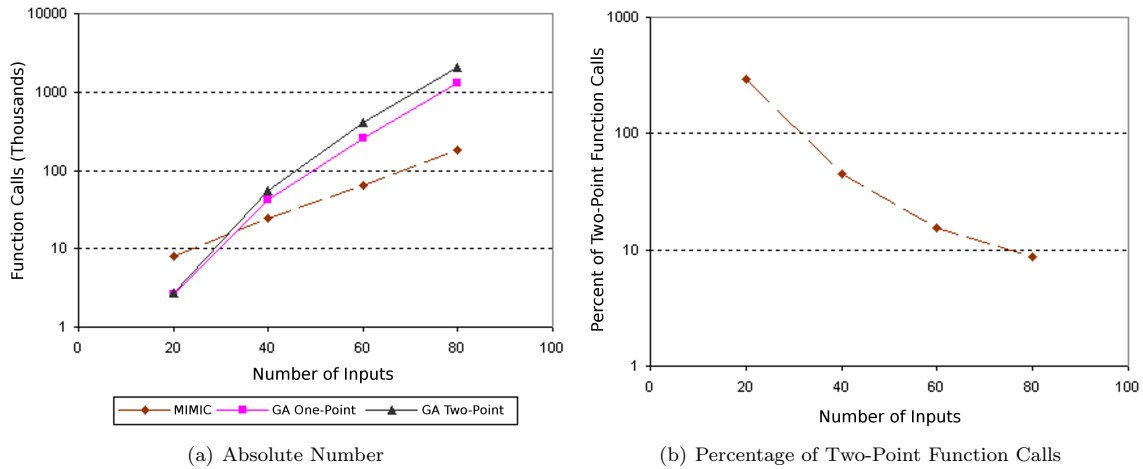 10000
1000
100
10
1
0
20
40
60
80
100
Function Calls (Thousands)
Number of Inputs
MIMIC
GA One-Point
GA Two-Point
(a) Absolute Number
1000
100
10
1
0
20
40
60
80
100
Percent of Two-Point Function Calls
Number of Inputs
(b) Percentage of Two-Point Function Calls